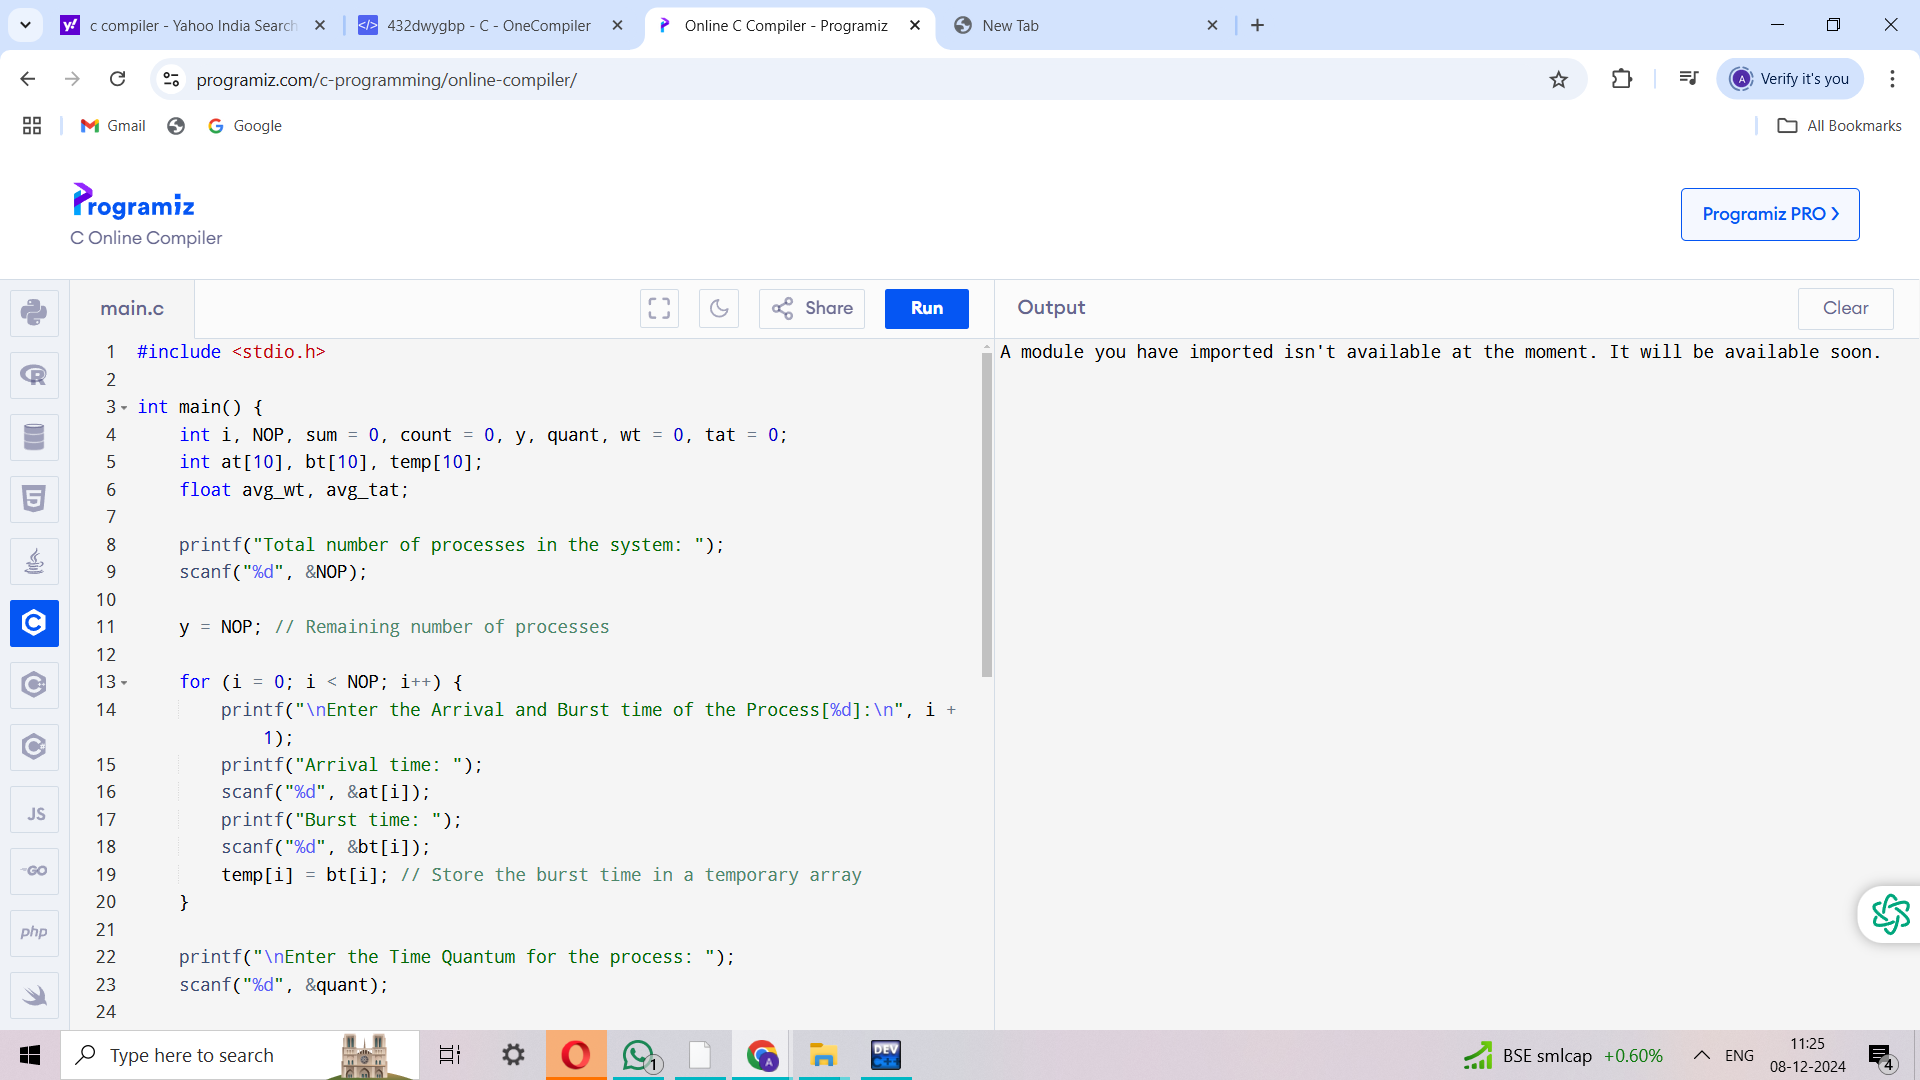 c compiler - Yahoo India Search
432dwygbp - C - OneCompiler
Online C Compiler - Programiz
New Tab
programiz.com/c-programming/online-compiler/
A
Verify it's you
Gmail
Google
All Bookmarks
Programiz
C Online Compiler
Programiz PRO
main.c
Share
Run
Output
Clear
1 #include <stdio.h>
2
3 int main() {
4 int i, NOP, sum = 0, count = 0, y, quant, wt = 0, tat = 0;
5 int at[10], bt[10], temp[10];
6 float avg_wt, avg_tat;
7
8 printf("Total number of processes in the system: ");
9 scanf("%d", &NOP);
10
11 y = NOP; // Remaining number of processes
12
13 for (i = 0; i < NOP; i++) {
14 printf("\nEnter the Arrival and Burst time of the Process[%d]:\n", i +
1);
15 printf("Arrival time: ");
16 scanf("%d", &at[i]);
17 printf("Burst time: ");
18 scanf("%d", &bt[i]);
19 temp[i] = bt[i]; // Store the burst time in a temporary array
20 }
21
22 printf("\nEnter the Time Quantum for the process: ");
23 scanf("%d", &quant);
24
A module you have imported isn't available at the moment. It will be available soon.
JS
GO
php
Type here to search
1
A
DEV
BSE smlcap +0.60%
ENG
11:25
08-12-2024
4